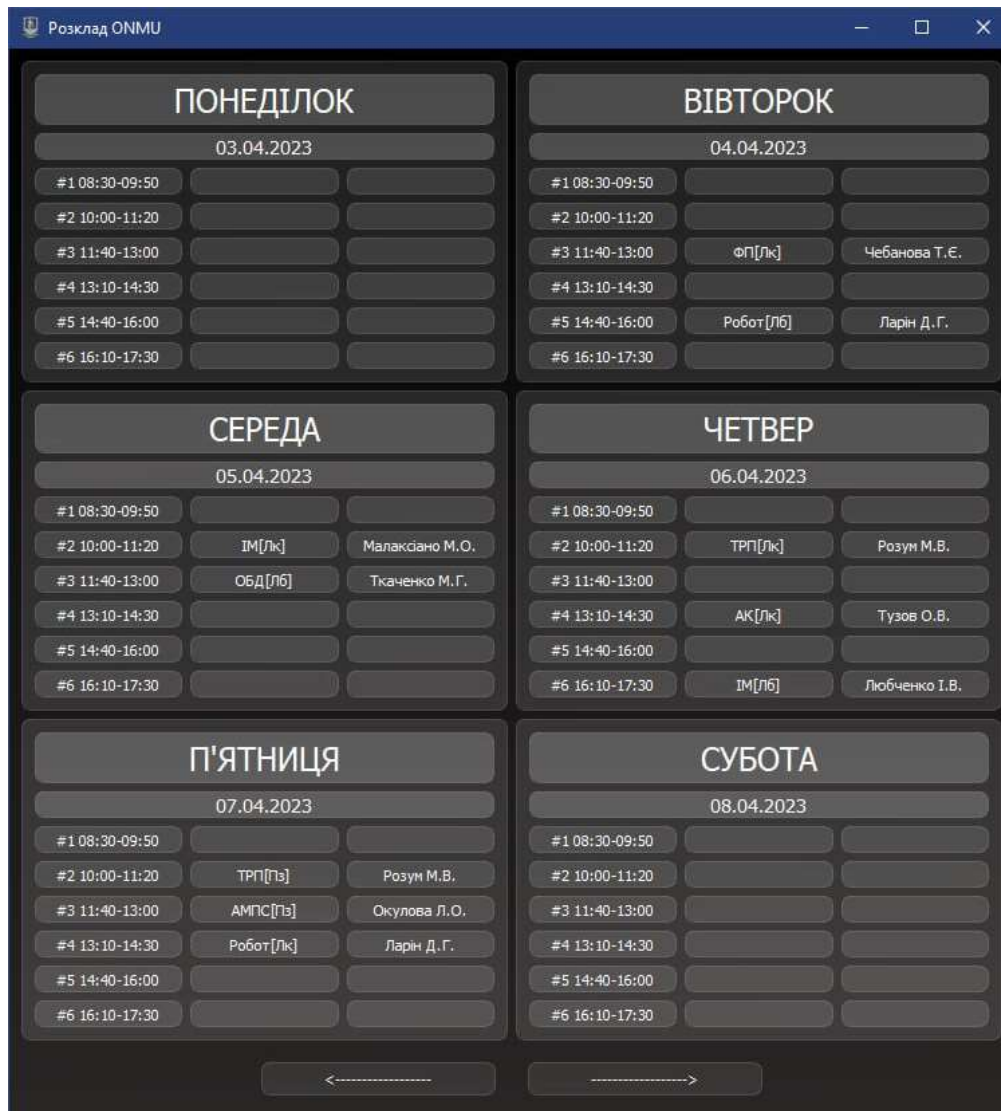 Розклад ONMU
ПОНЕДІЛОК
03.04.2023
#1 08:30-09:50
#2 10:00-11:20
#3 11:40-13:00
#4 13:10-14:30
#5 14:40-16:00
#6 16:10-17:30
ВІВТОРОК
04.04.2023
#1 08:30-09:50
#2 10:00-11:20
#3 11:40-13:00 ФП[Лк] Чебанова Т.Є.
#4 13:10-14:30
#5 14:40-16:00 Робот[Лб] Ларін Д.Г.
#6 16:10-17:30
СЕРЕДА
05.04.2023
#1 08:30-09:50
#2 10:00-11:20 ІМ[Лк] Малаксіано М.О.
#3 11:40-13:00 ОБД[Лб] Ткаченко М.Г.
#4 13:10-14:30
#5 14:40-16:00
#6 16:10-17:30
ЧЕТВЕР
06.04.2023
#1 08:30-09:50
#2 10:00-11:20 ТРП[Лк] Розум М.В.
#3 11:40-13:00
#4 13:10-14:30 АК[Лк] Тузов О.В.
#5 14:40-16:00
#6 16:10-17:30 ІМ[Лб] Любченко І.В.
П'ЯТНИЦЯ
07.04.2023
#1 08:30-09:50
#2 10:00-11:20 ТРП[Пз] Розум М.В.
#3 11:40-13:00 АМПС[Пз] Окулова Л.О.
#4 13:10-14:30 Робот[Лк] Ларін Д.Г.
#5 14:40-16:00
#6 16:10-17:30
СУБОТА
08.04.2023
#1 08:30-09:50
#2 10:00-11:20
#3 11:40-13:00
#4 13:10-14:30
#5 14:40-16:00
#6 16:10-17:30
<------------------ ------------------>